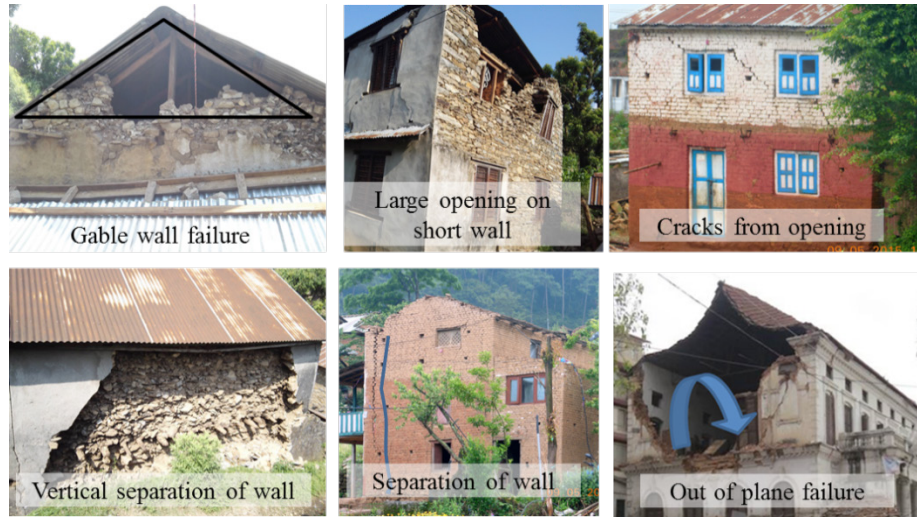 Gable wall failure
Large opening on
short wall
Cracks from opening
Vertical separation of wall
Separation of wall
Out of plane failure